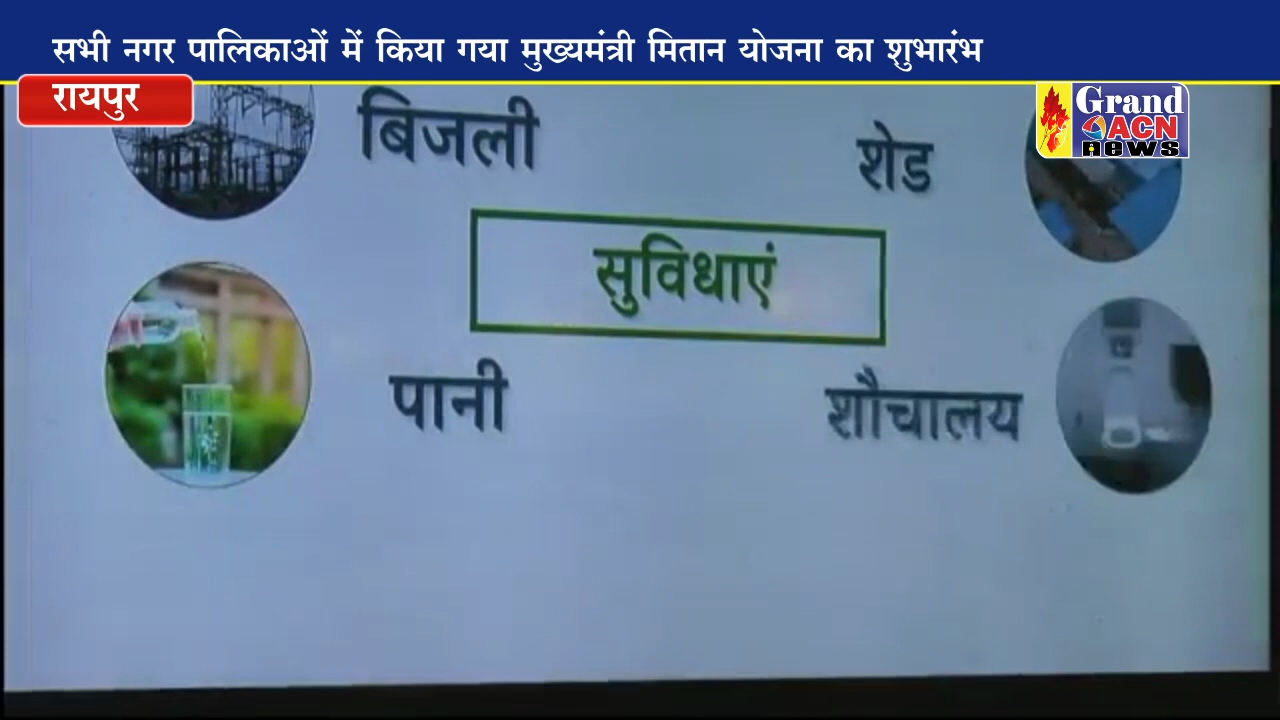 सभी नगर पालिकाओं में किया गया मुख्यमंत्री मितान योजना का शुभारंभ
रायपुर
Grand
ACN
news
बिजली
शेड
सुविधाएं
पानी
शौचालय